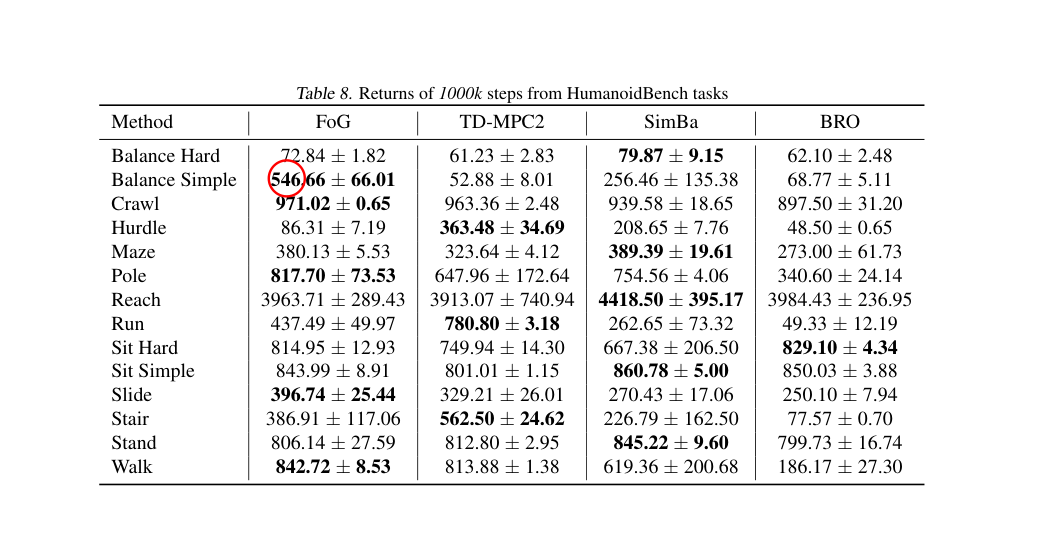 Table 8. Returns of 1000k steps from HumanoidBench tasks
Method FoG TD-MPC2 SimBa BRO
Balance Hard 72.84 ± 1.82 61.23 ± 2.83 79.87 ± 9.15 62.10 ± 2.48
Balance Simple 546.66 ± 66.01 52.88 ± 8.01 256.46 ± 135.38 68.77 ± 5.11
Crawl 971.02 ± 0.65 963.36 ± 2.48 939.58 ± 18.65 897.50 ± 31.20
Hurdle 86.31 ± 7.19 363.48 ± 34.69 208.65 ± 7.76 48.50 ± 0.65
Maze 380.13 ± 5.53 323.64 ± 4.12 389.39 ± 19.61 273.00 ± 61.73
Pole 817.70 ± 73.53 647.96 ± 172.64 754.56 ± 4.06 340.60 ± 24.14
Reach 3963.71 ± 289.43 3913.07 ± 740.94 4418.50 ± 395.17 3984.43 ± 236.95
Run 437.49 ± 49.97 780.80 ± 3.18 262.65 ± 73.32 49.33 ± 12.19
Sit Hard 814.95 ± 12.93 749.94 ± 14.30 667.38 ± 206.50 829.10 ± 4.34
Sit Simple 843.99 ± 8.91 801.01 ± 1.15 860.78 ± 5.00 850.03 ± 3.88
Slide 396.74 ± 25.44 329.21 ± 26.01 270.43 ± 17.06 250.10 ± 7.94
Stair 386.91 ± 117.06 562.50 ± 24.62 226.79 ± 162.50 77.57 ± 0.70
Stand 806.14 ± 27.59 812.80 ± 2.95 845.22 ± 9.60 799.73 ± 16.74
Walk 842.72 ± 8.53 813.88 ± 1.38 619.36 ± 200.68 186.17 ± 27.30